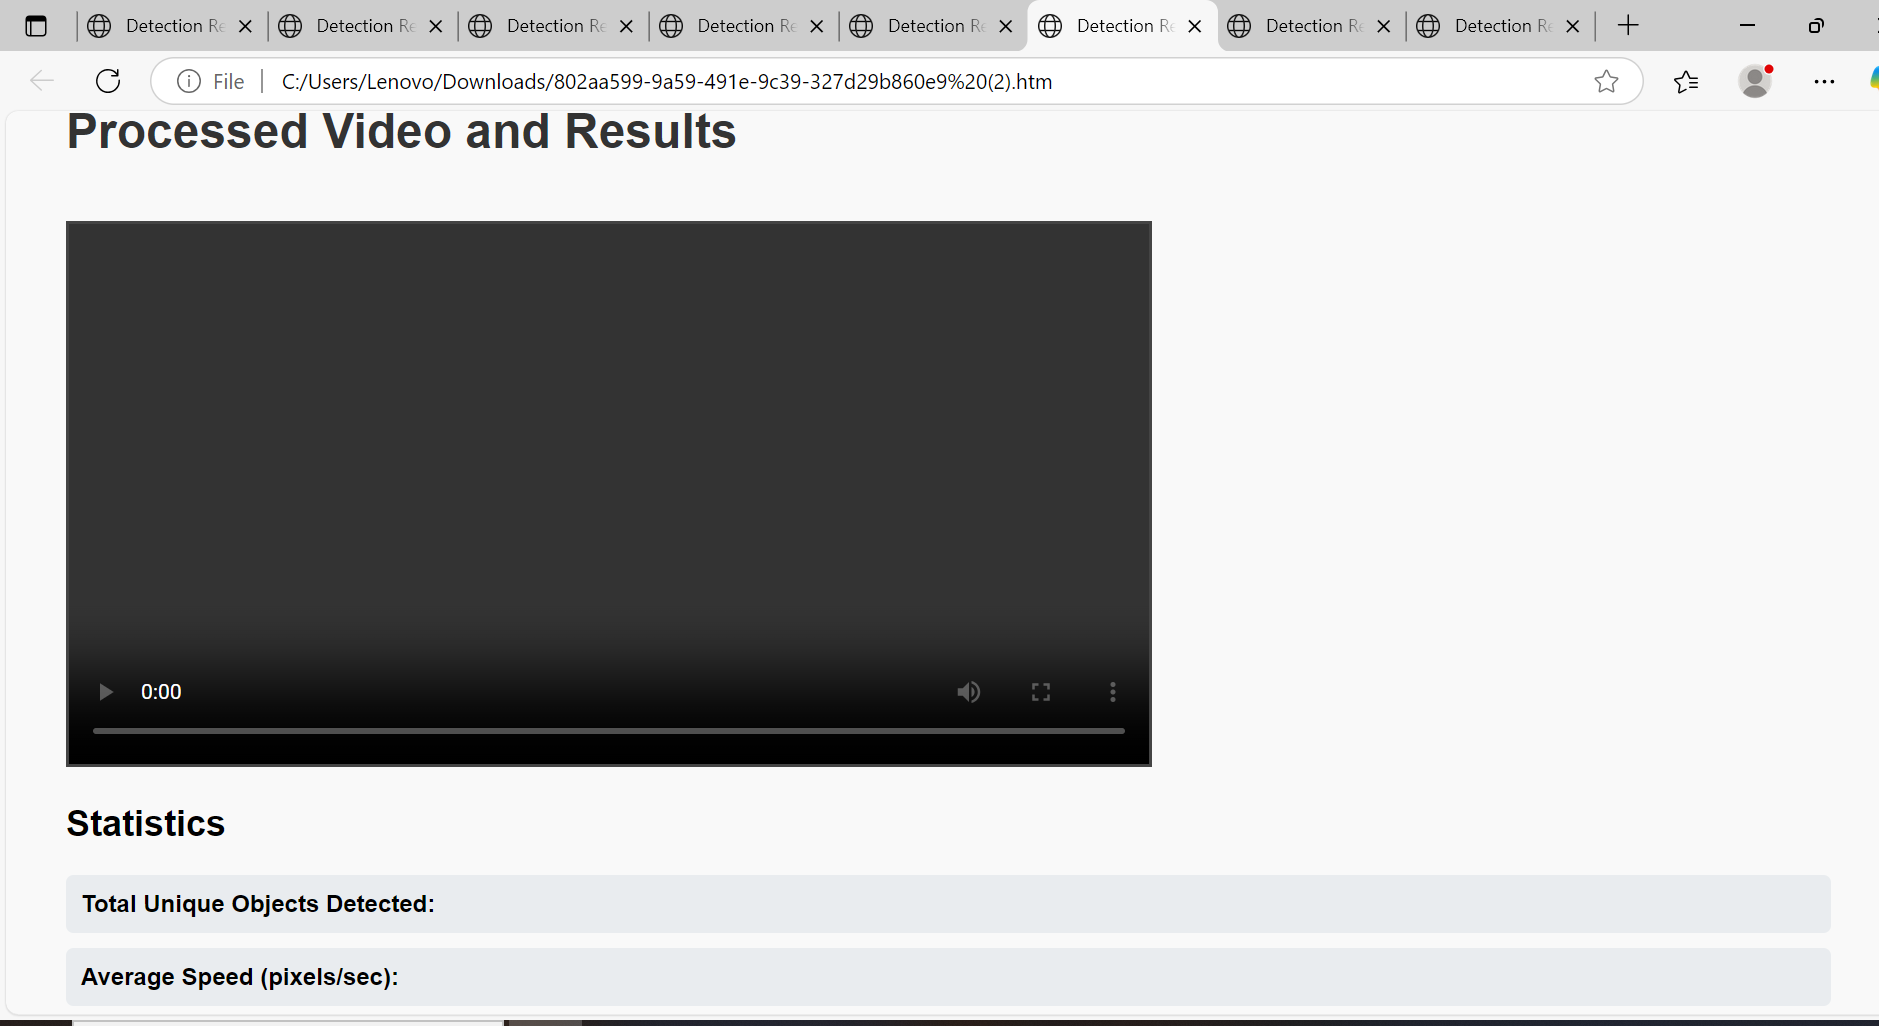 Detection Re Detection Re Detection Re Detection Re Detection Re Detection Re Detection Re Detection Re
File C:/Users/Lenovo/Downloads/802aa599-9a59-491e-9c39-327d29b860e9%20(2).htm
Processed Video and Results
0:00
Statistics
Total Unique Objects Detected:
Average Speed (pixels/sec):